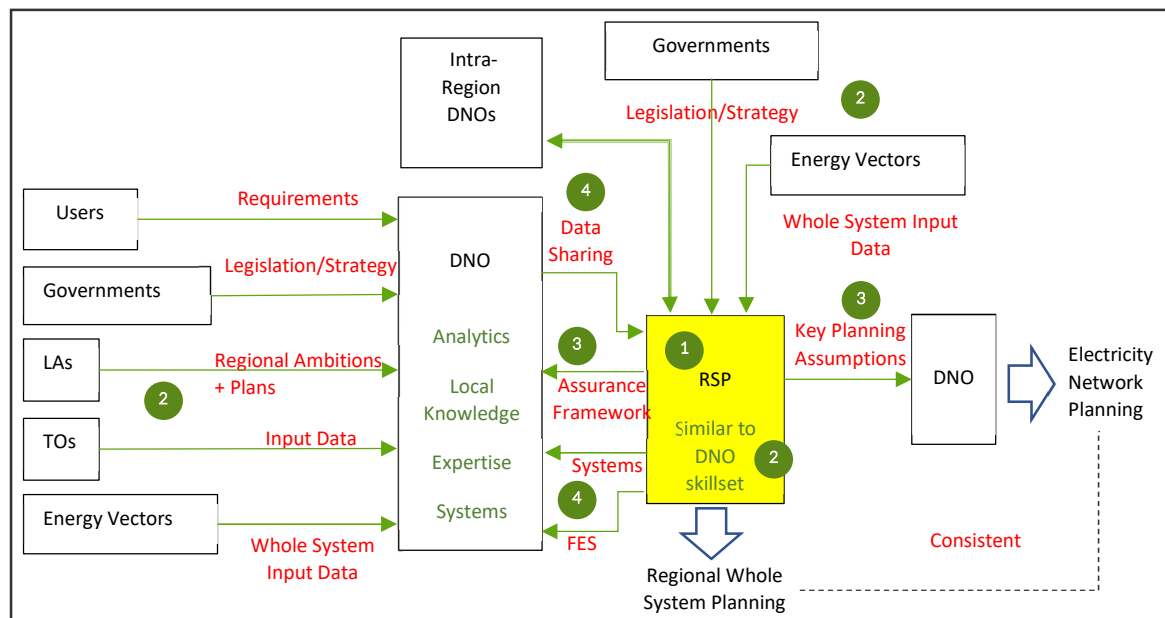 Governments
Intra-
Region
DNOs
2
Legislation/Strategy
Energy Vectors
Users
Requirements
4
Data
Sharing
Whole System Input
Data
DNO
Legislation/Strategy
Governments
3
Key Planning
Assumptions
Analytics
3
1
LAs
Regional Ambitions
+ Plans
Assurance
Framework
RSP
DNO
Electricity
Network
Planning
2
Local
Knowledge
Similar to
DNO
skillset
2
TOs
Input Data
Expertise
Systems
4
Energy Vectors
Systems
FES
Whole System
Input Data
Consistent
Regional Whole
System Planning